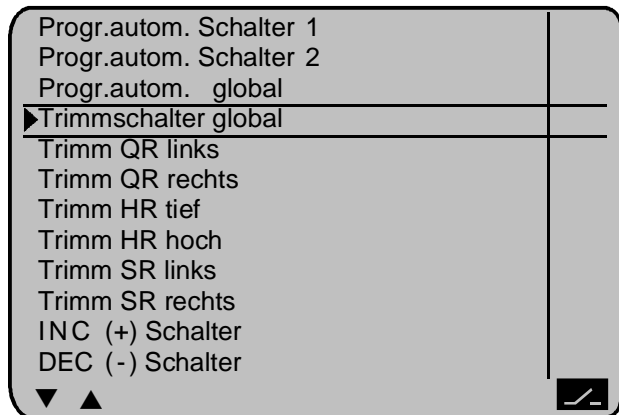 Progr.autom. Schalter 1
Progr.autom. Schalter 2
Progr.autom. global
Trimmschalter global
Trimm QR links
Trimm QR rechts
Trimm HR tief
Trimm HR hoch
Trimm SR links
Trimm SR rechts
INC (+) Schalter
DEC (-) Schalter